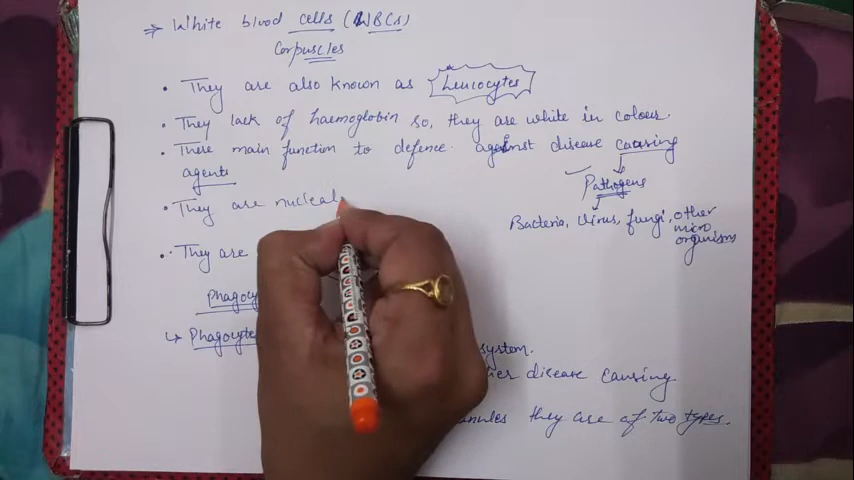 ⇒ White blood cells (WBCs)
Corpuscles
• They are also known as Leucocytes
• They lack of haemoglobin so, they are white in colour.
• There main function to defence against disease causing
agents
Pathogens
Bacteria, Virus, fungi, other
micro
organisms
• They are nucleat
• They are
Phagocy
↳ Phagocyte
system.
disease causing
they are of two types.